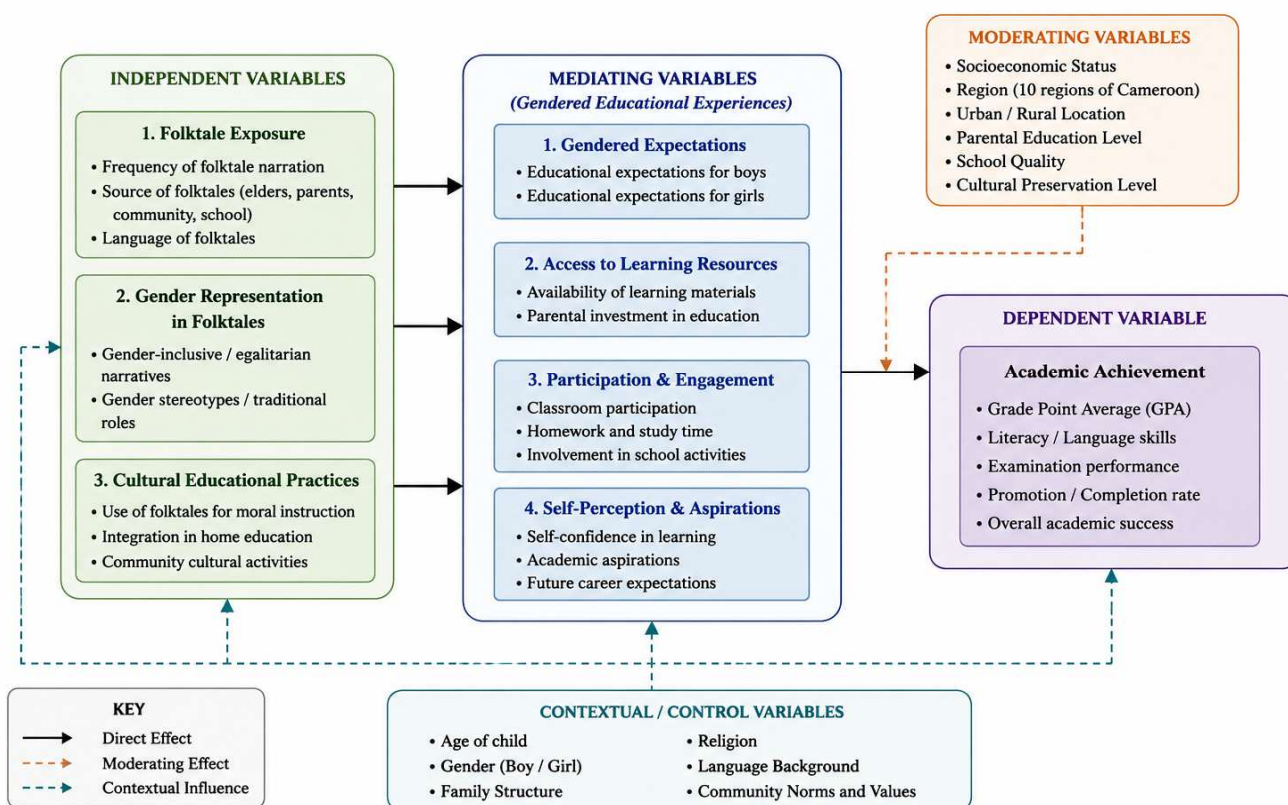 INDEPENDENT VARIABLES
1. Folktale Exposure
• Frequency of folktale narration
• Source of folktales (elders, parents,
community, school)
• Language of folktales
2. Gender Representation
in Folktales
• Gender-inclusive / egalitarian
narratives
• Gender stereotypes / traditional
roles
3. Cultural Educational Practices
• Use of folktales for moral instruction
• Integration in home education
• Community cultural activities
MEDIATING VARIABLES
(Gendered Educational Experiences)
1. Gendered Expectations
• Educational expectations for boys
• Educational expectations for girls
2. Access to Learning Resources
• Availability of learning materials
• Parental investment in education
3. Participation & Engagement
• Classroom participation
• Homework and study time
• Involvement in school activities
4. Self-Perception & Aspirations
• Self-confidence in learning
• Academic aspirations
• Future career expectations
MODERATING VARIABLES
• Socioeconomic Status
• Region (10 regions of Cameroon)
• Urban / Rural Location
• Parental Education Level
• School Quality
• Cultural Preservation Level
DEPENDENT VARIABLE
Academic Achievement
• Grade Point Average (GPA)
• Literacy / Language skills
• Examination performance
• Promotion / Completion rate
• Overall academic success
KEY
Direct Effect
Moderating Effect
Contextual Influence
CONTEXTUAL / CONTROL VARIABLES
• Age of child
• Gender (Boy / Girl)
• Family Structure
• Religion
• Language Background
• Community Norms and Values